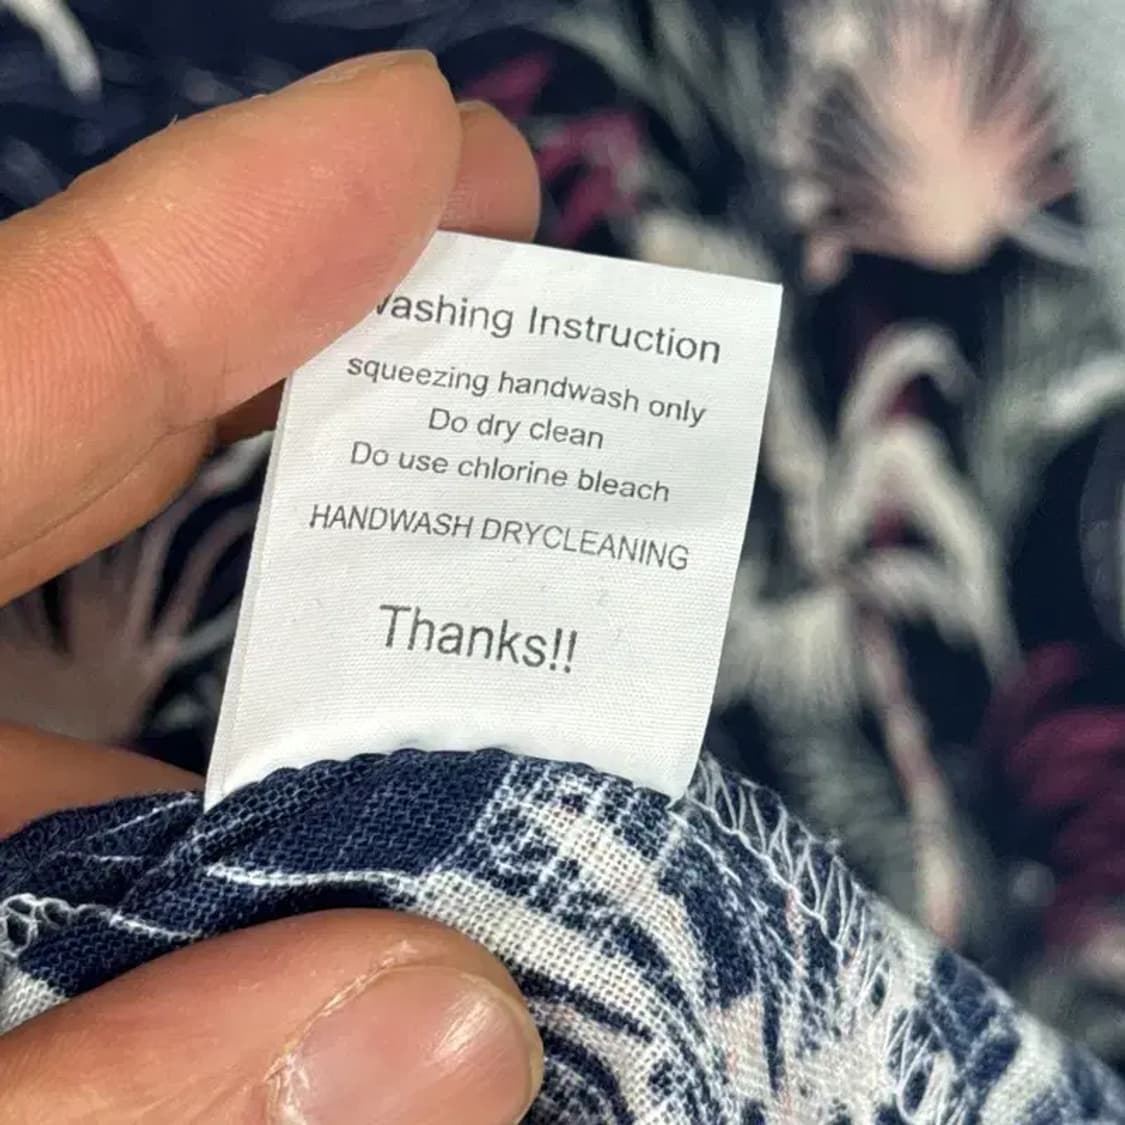 Washing Instruction
squeezing handwash only
Do dry clean
Do use chlorine bleach
HANDWASH DRYCLEANING
Thanks!!